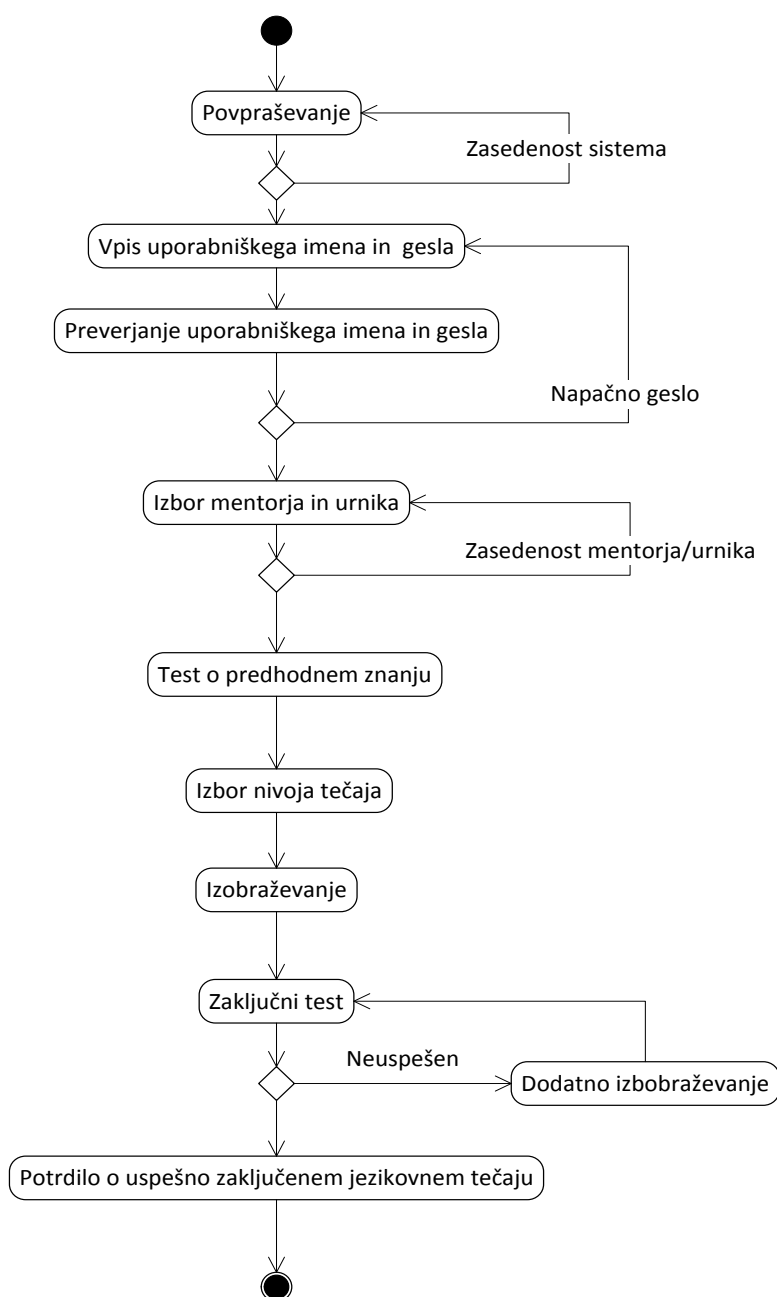 Povpraševanje
Zasedenost sistema
Vpis uporabniškega imena in  gesla
Preverjanje uporabniškega imena in gesla
Napačno geslo
Izbor mentorja in urnika
Zasedenost mentorja/urnika
Test o predhodnem znanju
Izbor nivoja tečaja
Izobraževanje
Zaključni test
Neuspešen
Dodatno izbobraževanje
Potrdilo o uspešno zaključenem jezikovnem tečaju